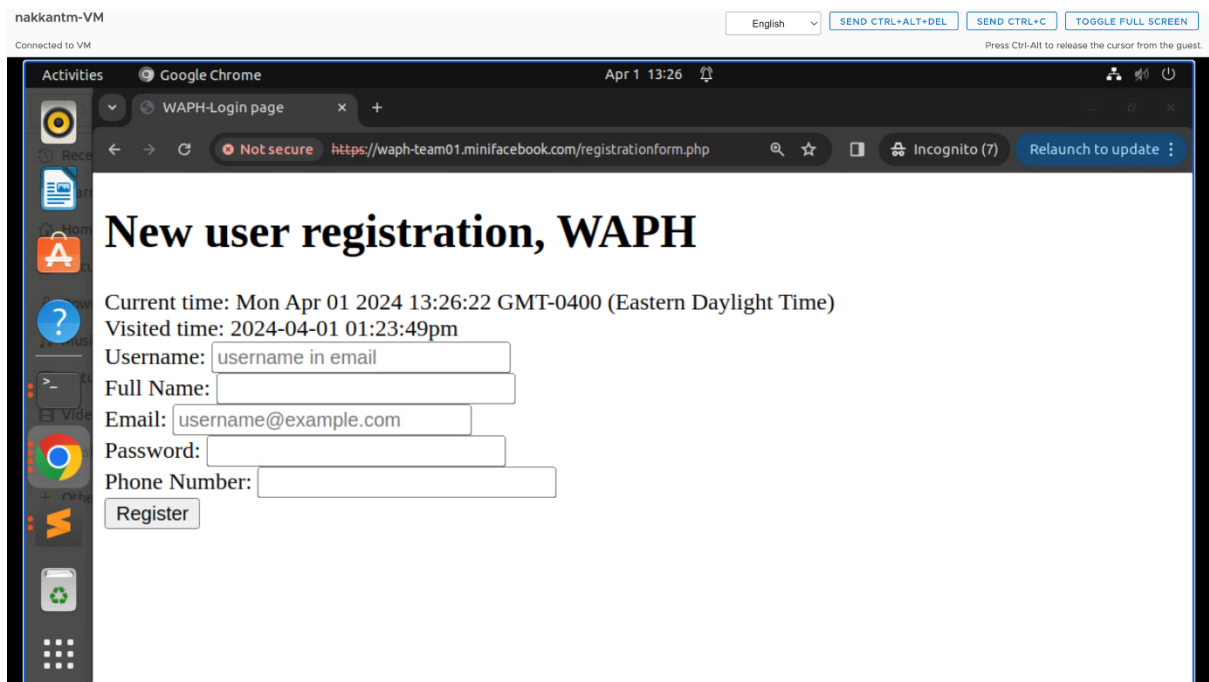 nakkantm-VM
English
SEND CTRL+ALT+DEL
SEND CTRL+C
TOGGLE FULL SCREEN
Connected to VM
Press Ctrl-Alt to release the cursor from the guest.
Activities
Google Chrome
Apr 1 13:26
WAPH-Login page
Not secure
https://waph-team01.minifacebook.com/registrationform.php
Incognito (7)
Relaunch to update
New user registration, WAPH
Current time: Mon Apr 01 2024 13:26:22 GMT-0400 (Eastern Daylight Time)
Visited time: 2024-04-01 01:23:49pm
Username: username in email
Full Name:
Email: username@example.com
Password:
Phone Number:
Register